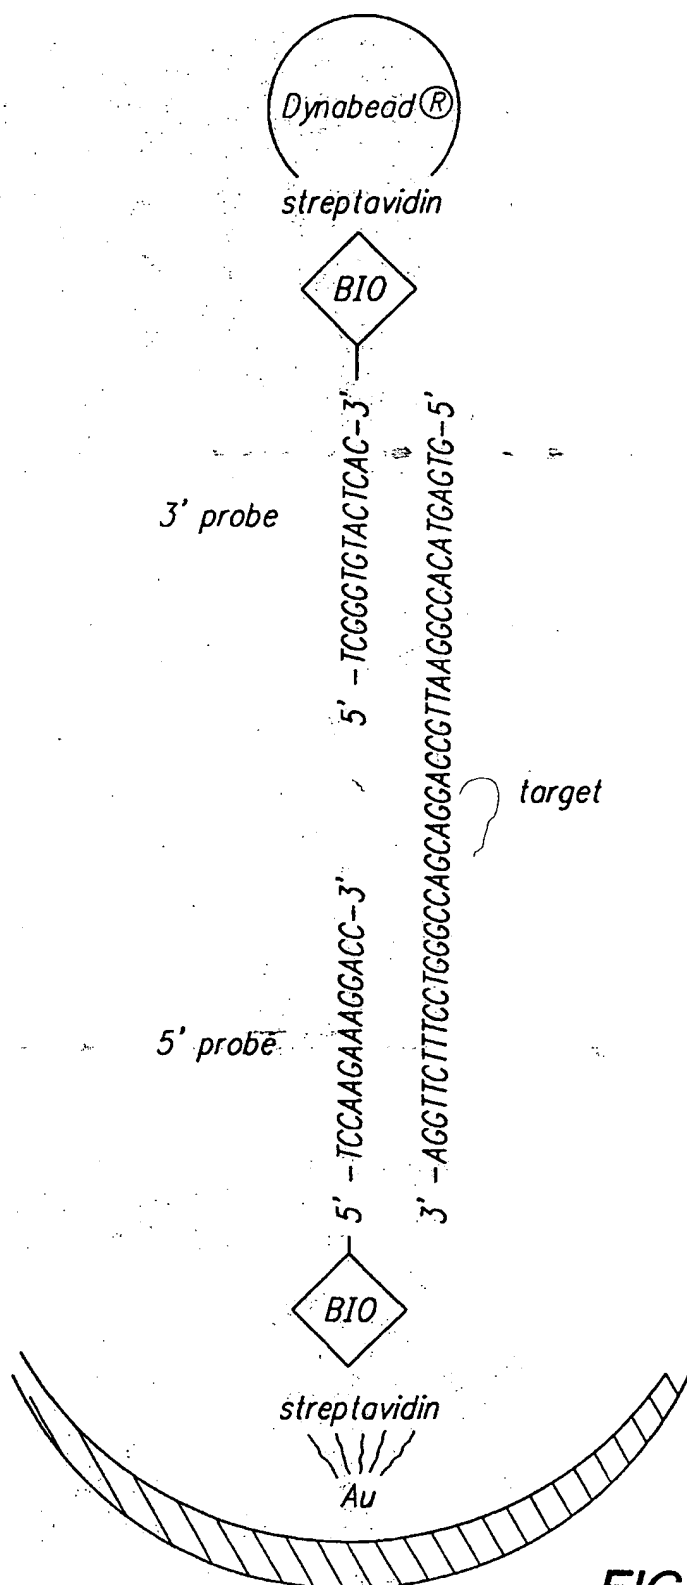 Dynabead®
streptavidin
BIO
3' probe
5' –TCGGGTGTACTCAC–3'
3' –AGGTTCTTTCCTGGGCCAGCAGGACCGTTAAGGCCACATGAGTG–5'
target
5' probe
5' –TCCAAGAAAGGACC–3'
BIO
streptavidin
Au
FIG